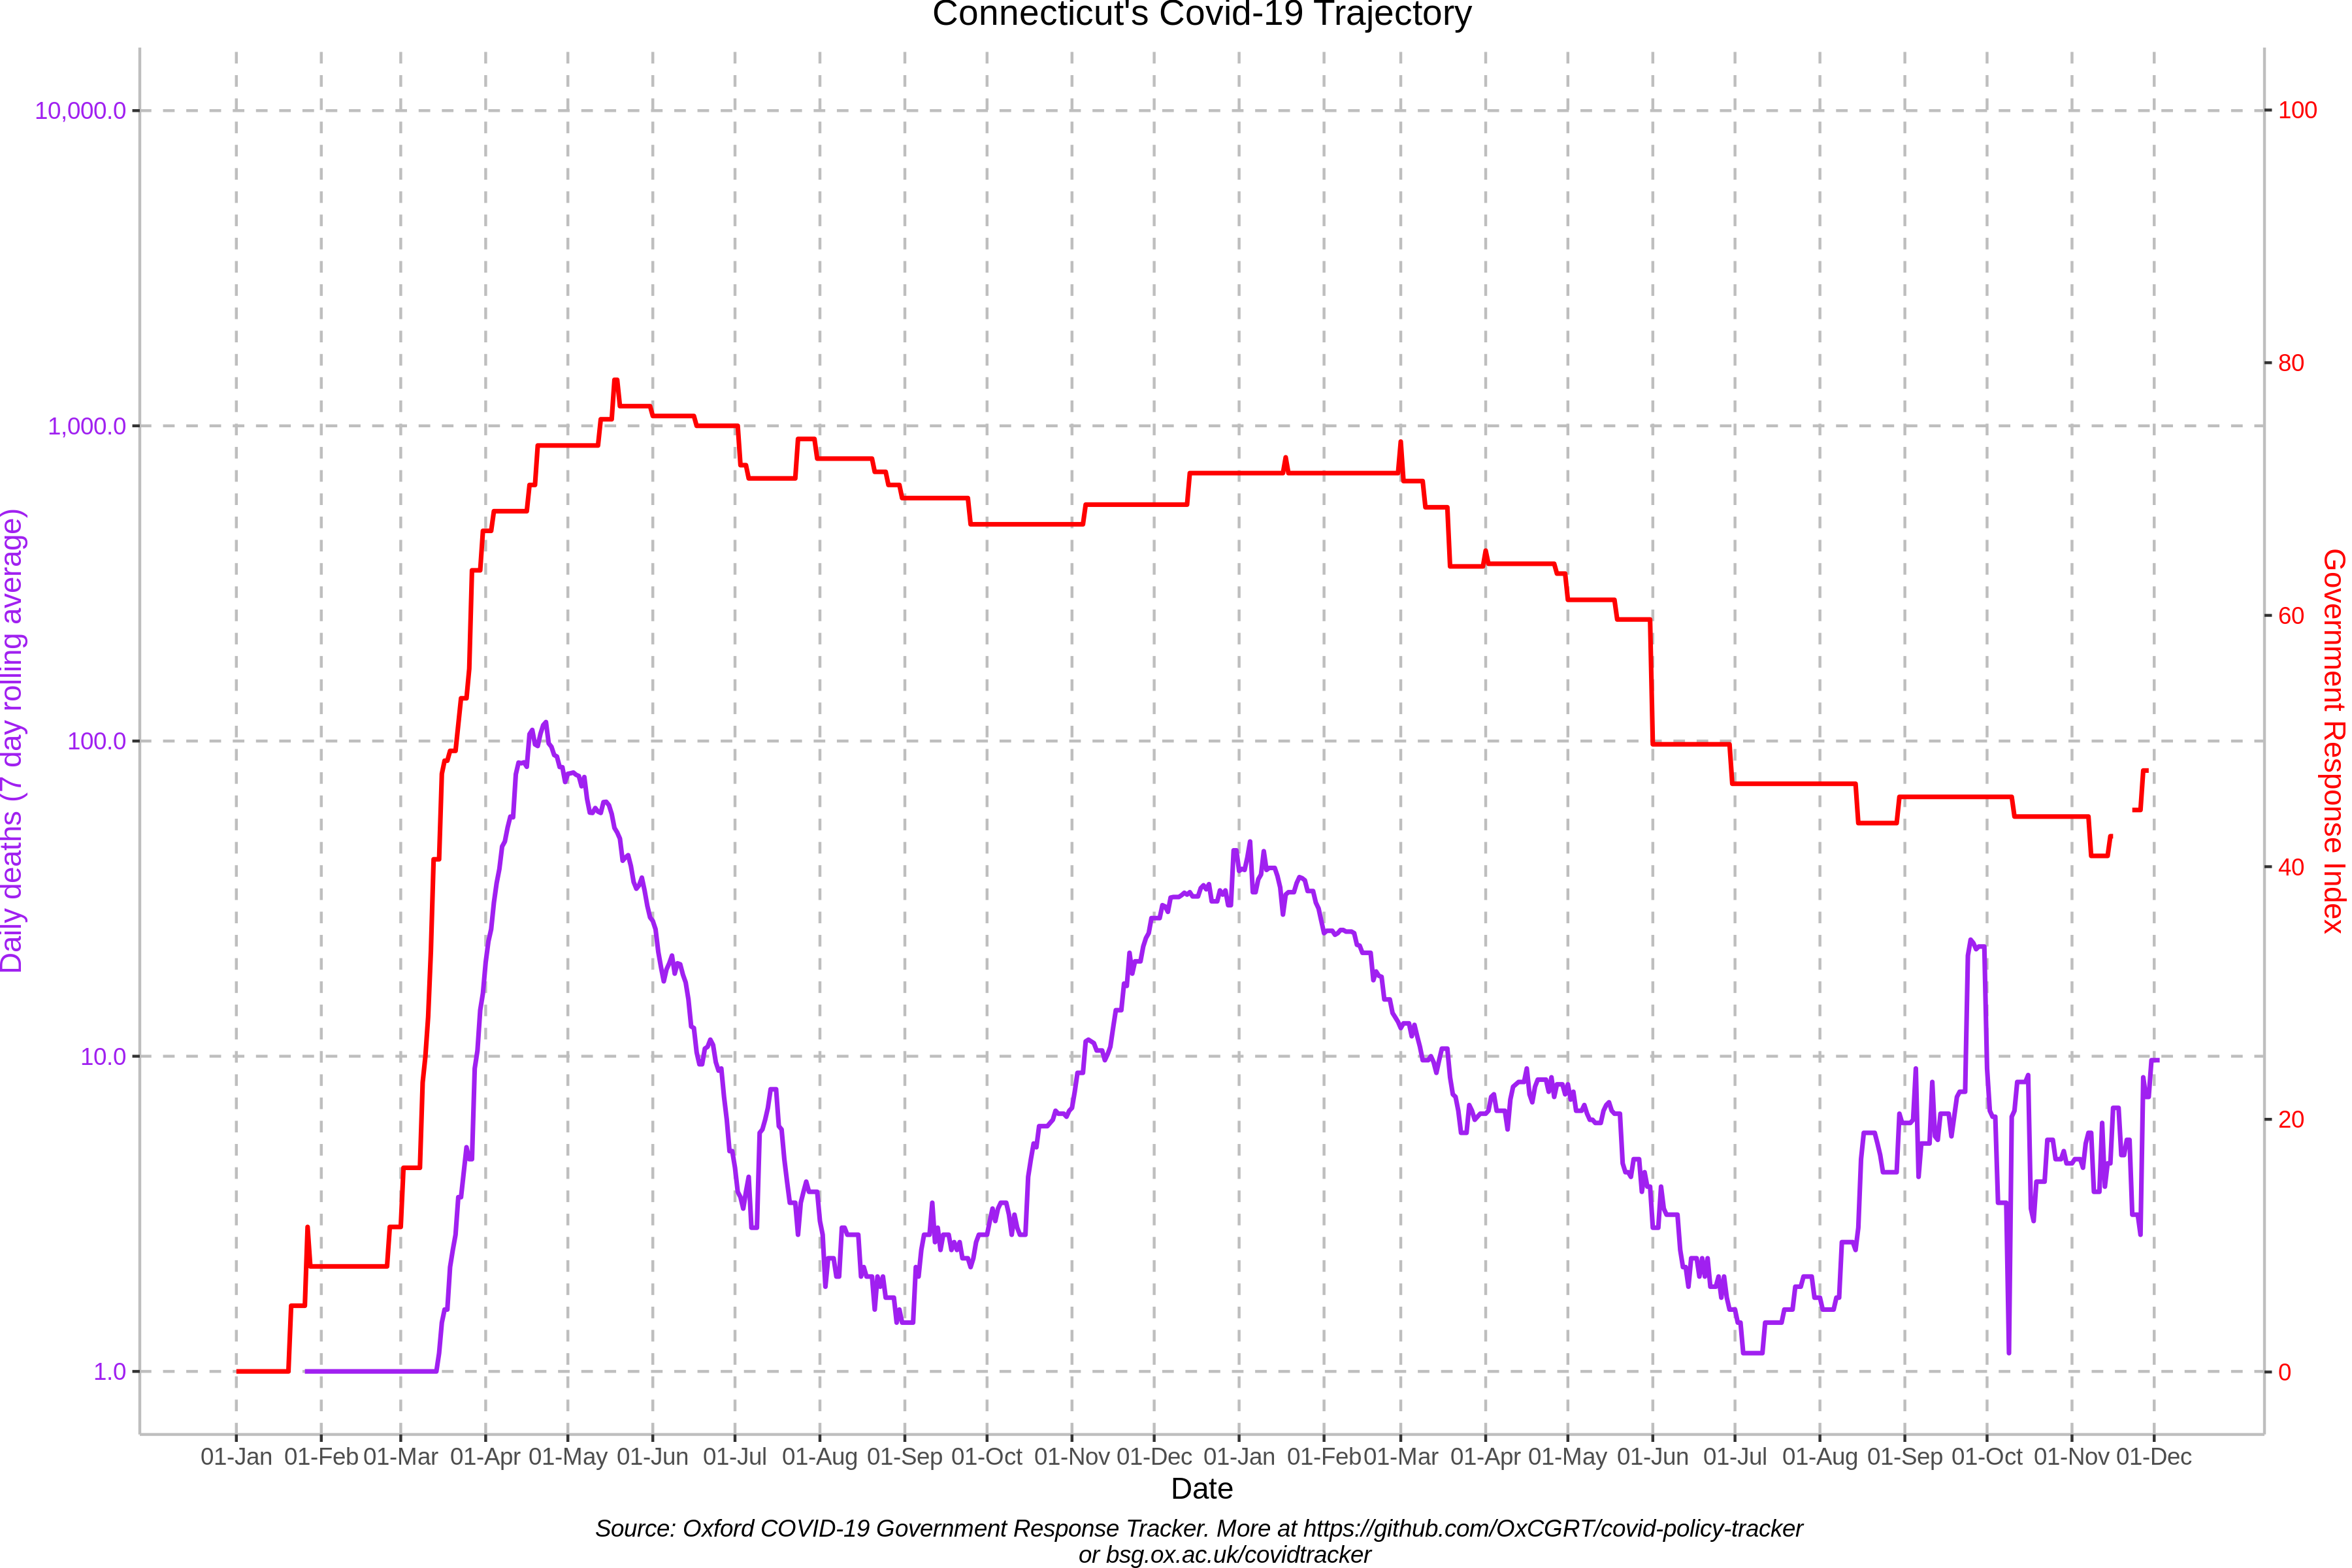 Connecticut's Covid-19 Trajectory
10,000.0
1,000.0
100.0
10.0
1.0
Daily deaths (7 day rolling average)
100
80
60
40
20
0
Government Response Index
01-Jan 01-Feb 01-Mar 01-Apr 01-May 01-Jun 01-Jul 01-Aug 01-Sep 01-Oct 01-Nov 01-Dec 01-Jan 01-Feb 01-Mar 01-Apr 01-May 01-Jun 01-Jul 01-Aug 01-Sep 01-Oct 01-Nov 01-Dec
Date
Source: Oxford COVID-19 Government Response Tracker. More at https://github.com/OxCGRT/covid-policy-tracker
or bsg.ox.ac.uk/covidtracker